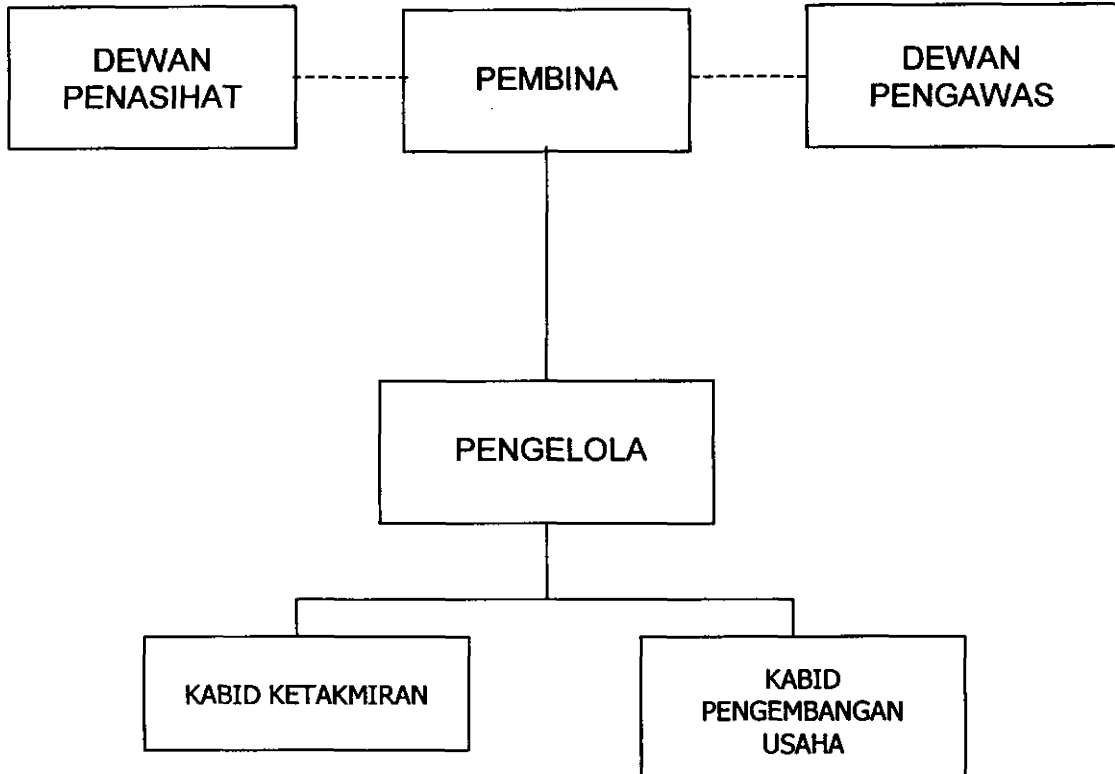 DEWAN
PENASIHAT
PEMBINA
DEWAN
PENGAWAS
PENGELOLA
KABID KETAKMIRAN
KABID
PENGEMBANGAN
USAHA